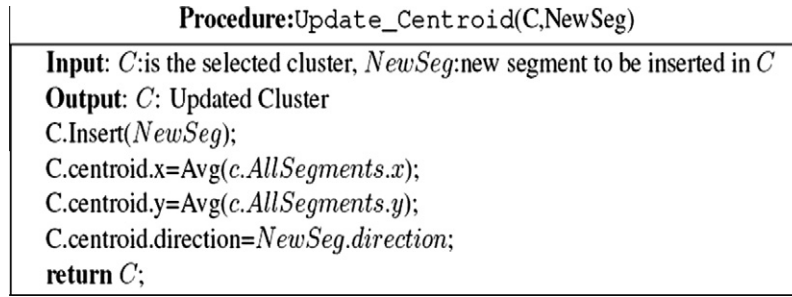 Procedure:Update_Centroid(C,NewSeg)
Input: C:is the selected cluster, NewSeg:new segment to be inserted in C
Output: C: Updated Cluster
C.Insert(NewSeg);
C.centroid.x=Avg(c.AllSegments.x);
C.centroid.y=Avg(c.AllSegments.y);
C.centroid.direction=NewSeg.direction;
return C;